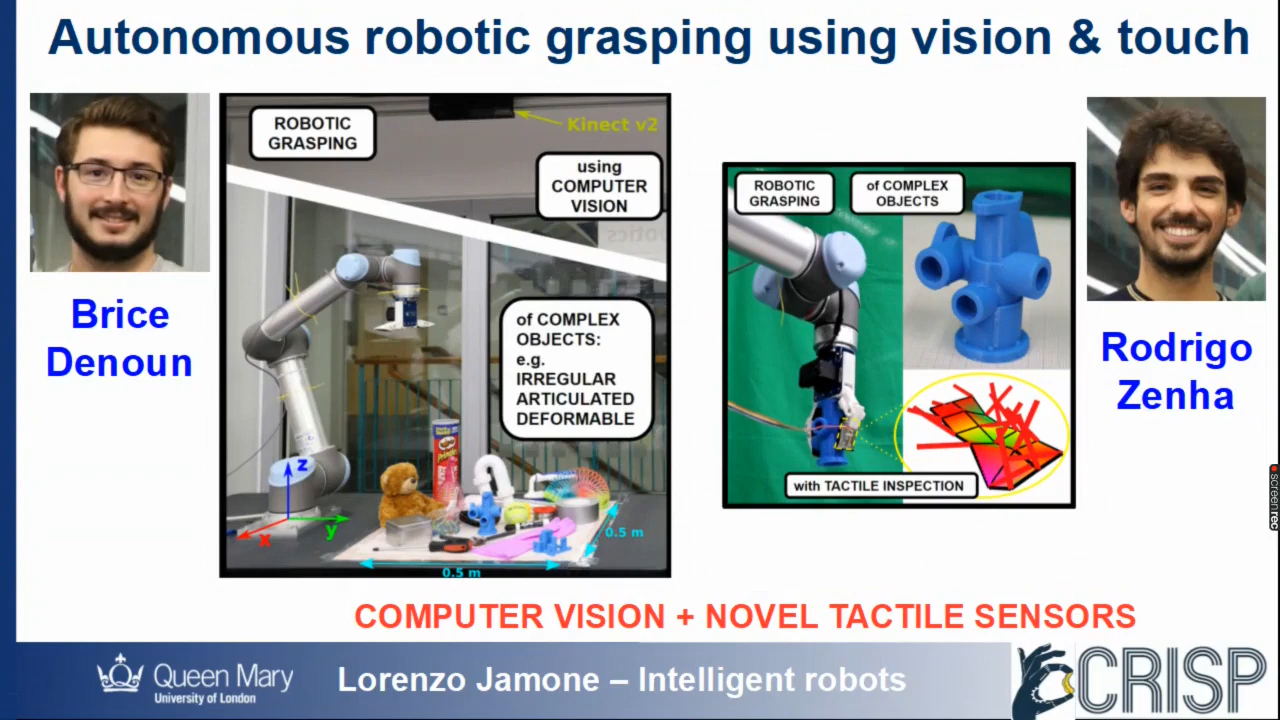 Autonomous robotic grasping using vision & touch
Brice
Denoun
ROBOTIC
GRASPING
Kinect v2
using
COMPUTER
VISION
of COMPLEX
OBJECTS:
e.g.
IRREGULAR
ARTICULATED
DEFORMABLE
Pringles
z
y
x
0.5 m
0.5 m
ROBOTIC
GRASPING
of COMPLEX
OBJECTS
with TACTILE INSPECTION
Rodrigo
Zenha
COMPUTER VISION + NOVEL TACTILE SENSORS
Queen Mary
University of London
Lorenzo Jamone – Intelligent robots
CRISP
screenrec